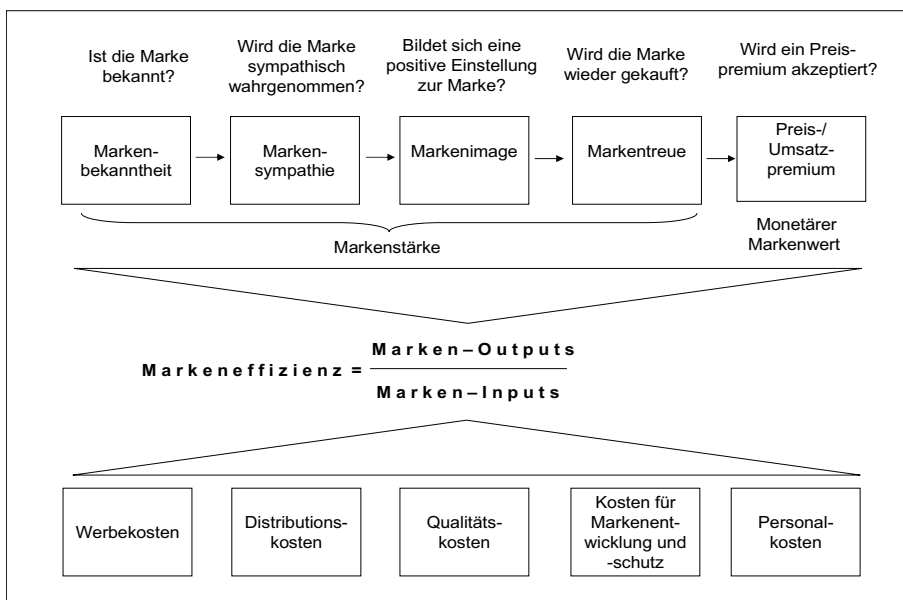 Ist die Marke
bekannt?
Wird die Marke
sympathisch
wahrgenommen?
Bildet sich eine
positive Einstellung
zur Marke?
Wird die Marke
wieder gekauft?
Wird ein Preis-
premium akzeptiert?
Marken-
bekanntheit
Marken-
sympathie
Markenimage
Markentreue
Preis-/
Umsatz-
premium
Markenstärke
Monetärer
Markenwert
Markeneffizienz =
Marken–Outputs
Marken–Inputs
Werbekosten
Distributions-
kosten
Qualitäts-
kosten
Kosten für
Markenent-
wicklung und
-schutz
Personal-
kosten